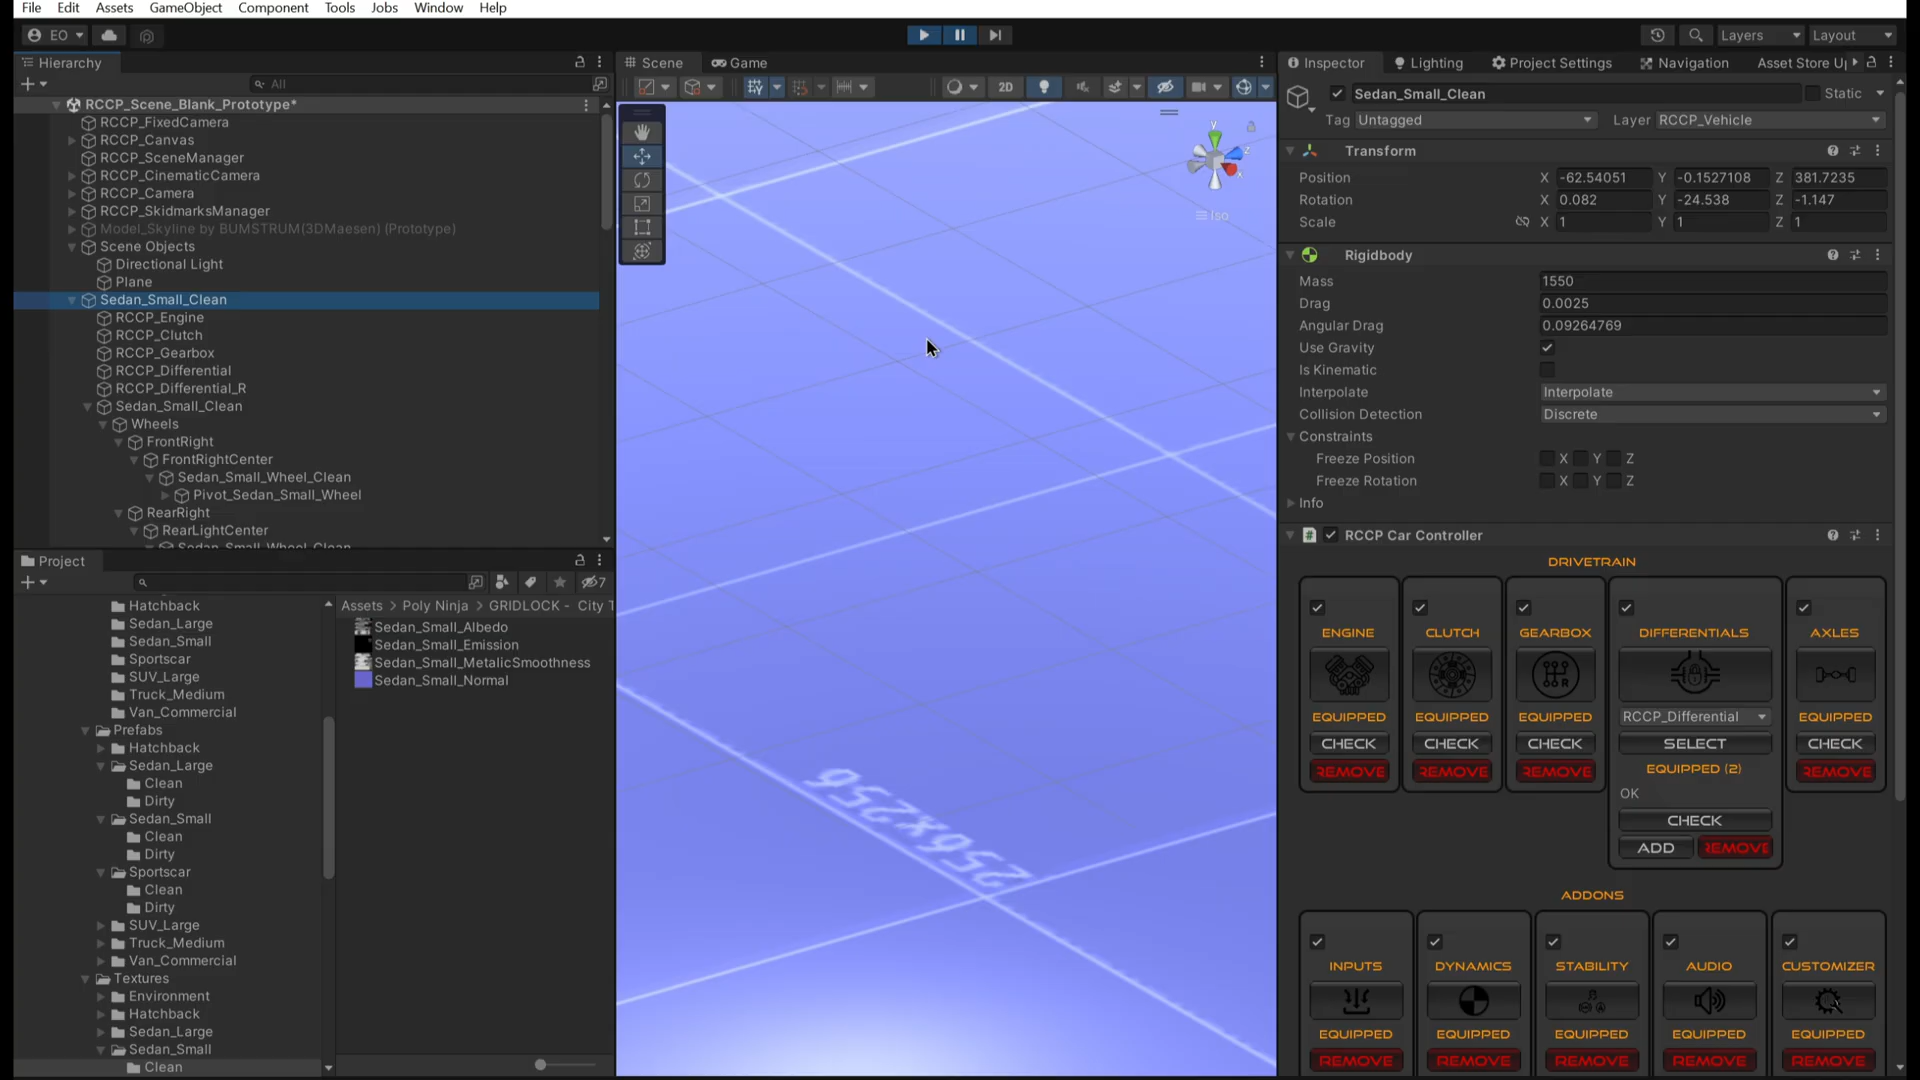 File Edit Assets GameObject Component Tools Jobs Window Help
EO
Layers Layout
Hierarchy
All
RCCP_Scene_Blank_Prototype*
RCCP_FixedCamera
RCCP_Canvas
RCCP_SceneManager
RCCP_CinematicCamera
RCCP_Camera
RCCP_SkidmarksManager
Model_Skyline by BUMSTRUM(3DMaesen) (Prototype)
Scene Objects
Directional Light
Plane
Sedan_Small_Clean
RCCP_Engine
RCCP_Clutch
RCCP_Gearbox
RCCP_Differential
RCCP_Differential_R
Sedan_Small_Clean
Wheels
FrontRight
FrontRightCenter
Sedan_Small_Wheel_Clean
Pivot_Sedan_Small_Wheel
RearRight
RearLightCenter
Sedan_Small_Wheel_Clean
Project
7
Hatchback
Sedan_Large
Sedan_Small
Sportscar
SUV_Large
Truck_Medium
Van_Commercial
Prefabs
Hatchback
Sedan_Large
Clean
Dirty
Sedan_Small
Clean
Dirty
Sportscar
Clean
Dirty
SUV_Large
Truck_Medium
Van_Commercial
Textures
Environment
Hatchback
Sedan_Large
Sedan_Small
Clean
Assets > Poly Ninja > GRIDLOCK - City T
Sedan_Small_Albedo
Sedan_Small_Emission
Sedan_Small_MetalicSmoothness
Sedan_Small_Normal
Scene Game
2D
y
z
x
Iso
256x256
Inspector Lighting Project Settings Navigation Asset Store U
Sedan_Small_Clean Static
Tag Untagged Layer RCCP_Vehicle
Transform
Position X -62.54051 Y -0.1527108 Z 381.7235
Rotation X 0.082 Y -24.538 Z -1.147
Scale X 1 Y 1 Z 1
Rigidbody
Mass 1550
Drag 0.0025
Angular Drag 0.09264769
Use Gravity
Is Kinematic
Interpolate Interpolate
Collision Detection Discrete
Constraints
Freeze Position X Y Z
Freeze Rotation X Y Z
Info
# RCCP Car Controller
DRIVETRAIN
ENGINE CLUTCH GEARBOX DIFFERENTIALS AXLES
EQUIPPED EQUIPPED EQUIPPED RCCP_Differential EQUIPPED
CHECK CHECK CHECK SELECT CHECK
REMOVE REMOVE REMOVE EQUIPPED (2) REMOVE
OK
CHECK
ADD REMOVE
ADDONS
INPUTS DYNAMICS STABILITY AUDIO CUSTOMIZER
EQUIPPED EQUIPPED EQUIPPED EQUIPPED EQUIPPED
REMOVE REMOVE REMOVE REMOVE REMOVE